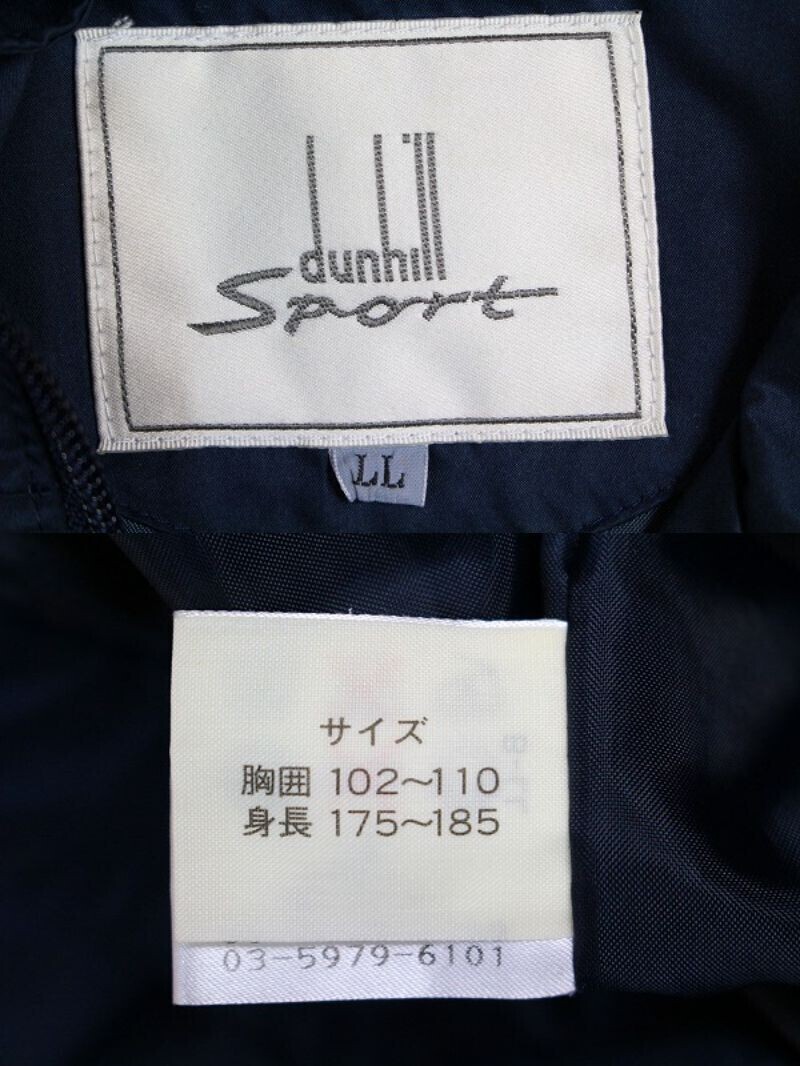 dunhill
Sport
LL
サイズ
胸囲 102～110
身長 175～185
03-5979-6101